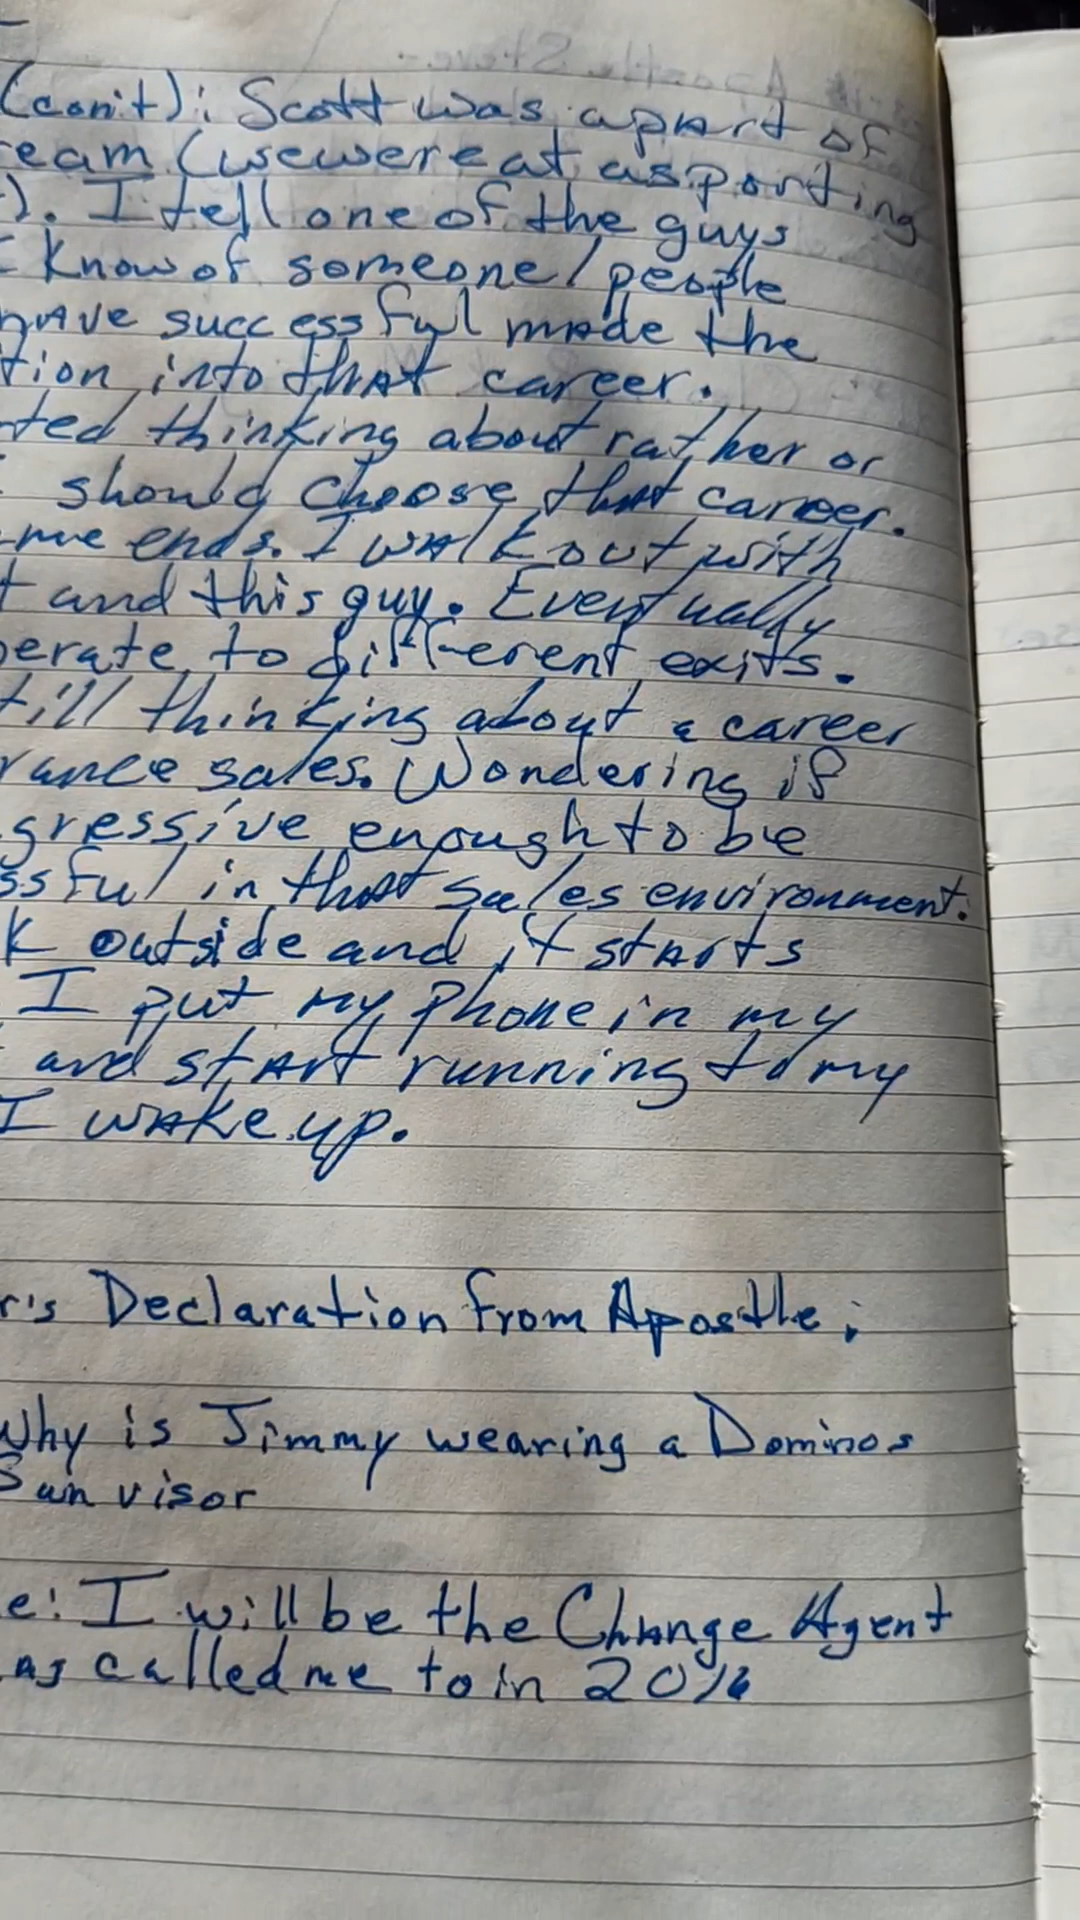 (con't): Scott was apart of
eam (we were at a sporting
). I tell one of the guys
I know of someone/people
have successful made the
tion into that career.
ted thinking about rather or
I should choose that career.
me ends. I walk out with
t and this guy. Eventually
perate to different exits.
till thinking about a career
rance sales. Wondering if
gressive enough to be
ssful in that sales environment.
k outside and it starts
I put my phone in my
and start running to my
I wake up.
r's Declaration from Apostle:
Why is Jimmy wearing a Dominos
Sun visor
e: I will be the Change Agent
as called me to in 2016